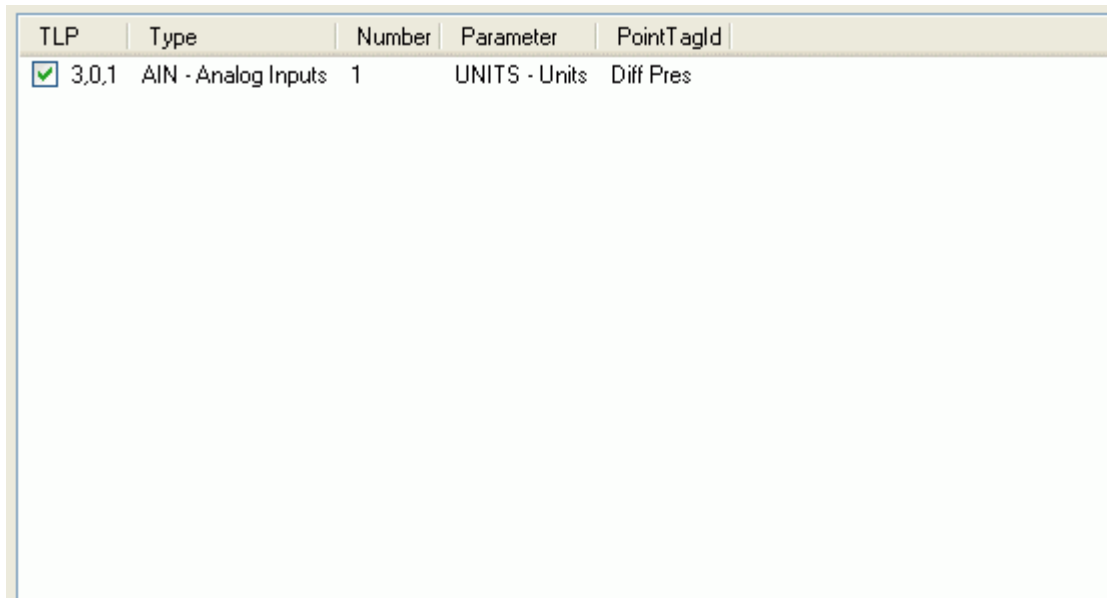 TLP Type Number Parameter PointTagId
3,0,1 AIN - Analog Inputs 1 UNITS - Units Diff Pres